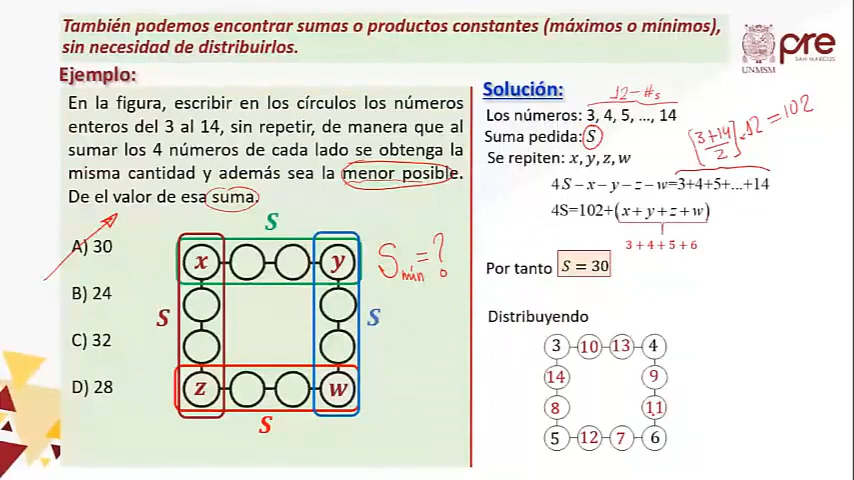 También podemos encontrar sumas o productos constantes (máximos o mínimos),
sin necesidad de distribuirlos.
UNMSM
pre
SAN MARCOS
Ejemplo:
En la figura, escribir en los círculos los números
enteros del 3 al 14, sin repetir, de manera que al
sumar los 4 números de cada lado se obtenga la
misma cantidad y además sea la menor posible.
De el valor de esa suma.
A) 30
B) 24
C) 32
D) 28
S
x y
S S
z w
S
S mín = ?
Solución:
12 - #s
Los números: 3, 4, 5, ..., 14
Suma pedida: S
[3+14/2] . 12 = 102
Se repiten: x, y, z, w
4S − x − y − z − w=3+4+5+...+14
4S=102+(x+y+z+w)
3 + 4 + 5 + 6
Por tanto S = 30
Distribuyendo
3 10 13 4
14 9
8 11
5 12 7 6